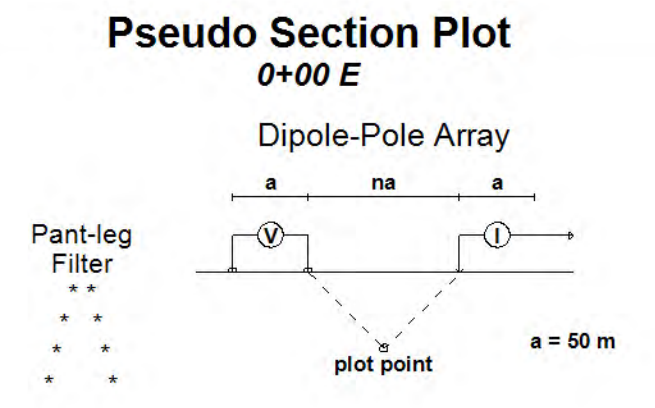 Pseudo Section Plot
0+00 E
Dipole-Pole Array
a na a
Pant-leg
Filter
V I
* *
* *
* *
* *
a = 50 m
plot point